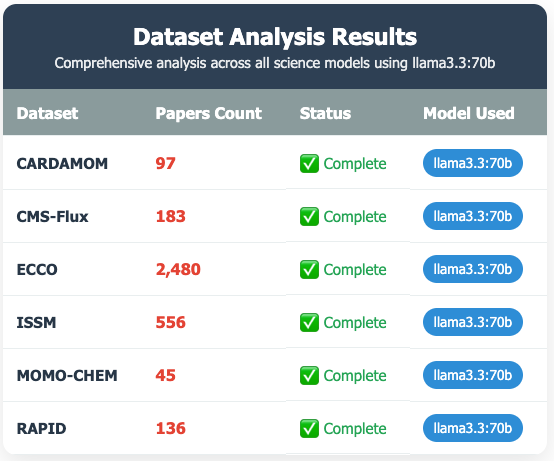 Dataset Analysis Results
Comprehensive analysis across all science models using llama3.3:70b
Dataset Papers Count Status Model Used
CARDAMOM 97 ✅ Complete llama3.3:70b
CMS-Flux 183 ✅ Complete llama3.3:70b
ECCO 2,480 ✅ Complete llama3.3:70b
ISSM 556 ✅ Complete llama3.3:70b
MOMO-CHEM 45 ✅ Complete llama3.3:70b
RAPID 136 ✅ Complete llama3.3:70b